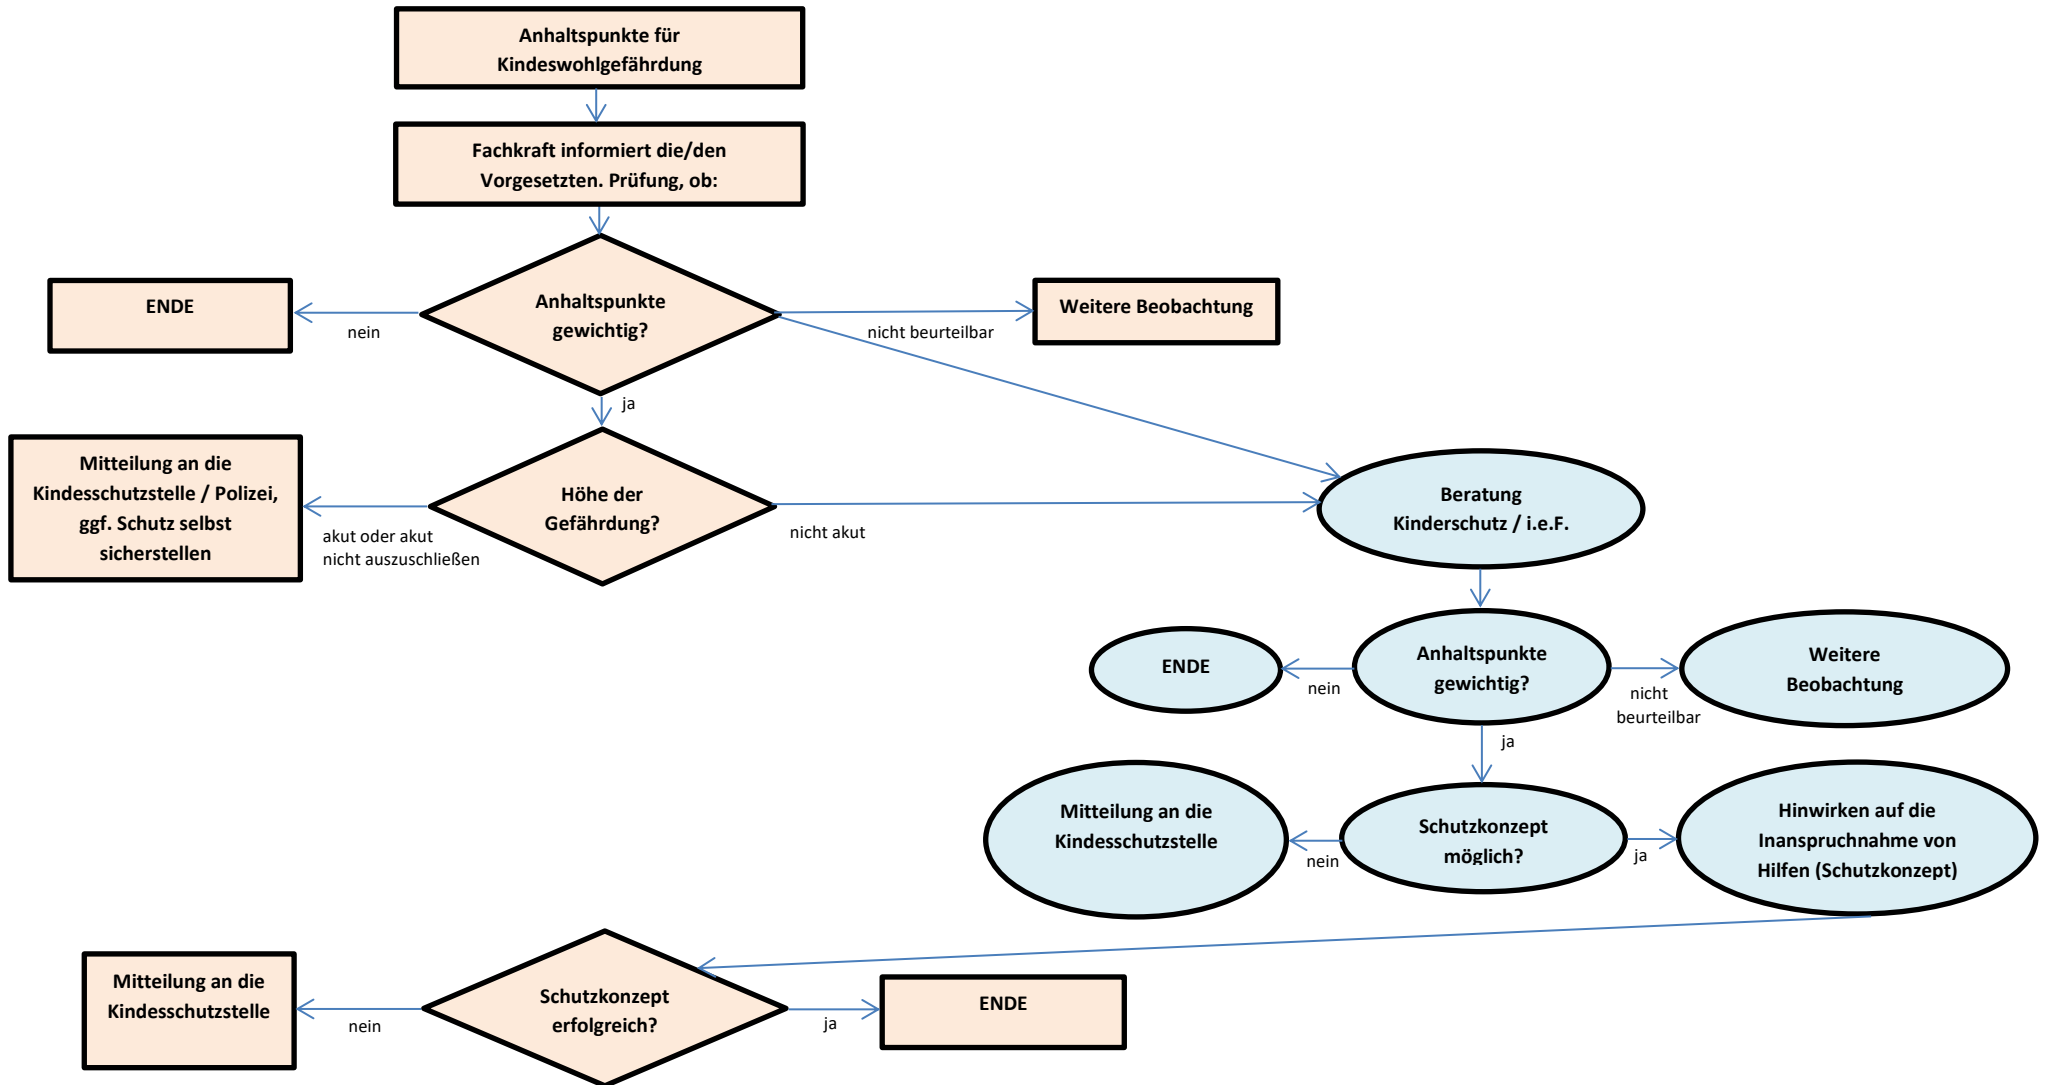 Anhaltspunkte für
Kindeswohlgefährdung
Fachkraft informiert die/den
Vorgesetzten. Prüfung, ob:
ENDE
nein
Anhaltspunkte
gewichtig?
nicht beurteilbar
Weitere Beobachtung
ja
Mitteilung an die
Kindesschutzstelle / Polizei,
ggf. Schutz selbst
sicherstellen
akut oder akut
nicht auszuschließen
Höhe der
Gefährdung?
nicht akut
Beratung
Kinderschutz / i.e.F.
ENDE
nein
Anhaltspunkte
gewichtig?
nicht
beurteilbar
Weitere
Beobachtung
ja
Mitteilung an die
Kindesschutzstelle
nein
Schutzkonzept
möglich?
ja
Hinwirken auf die
Inanspruchnahme von
Hilfen (Schutzkonzept)
Mitteilung an die
Kindesschutzstelle
nein
Schutzkonzept
erfolgreich?
ja
ENDE